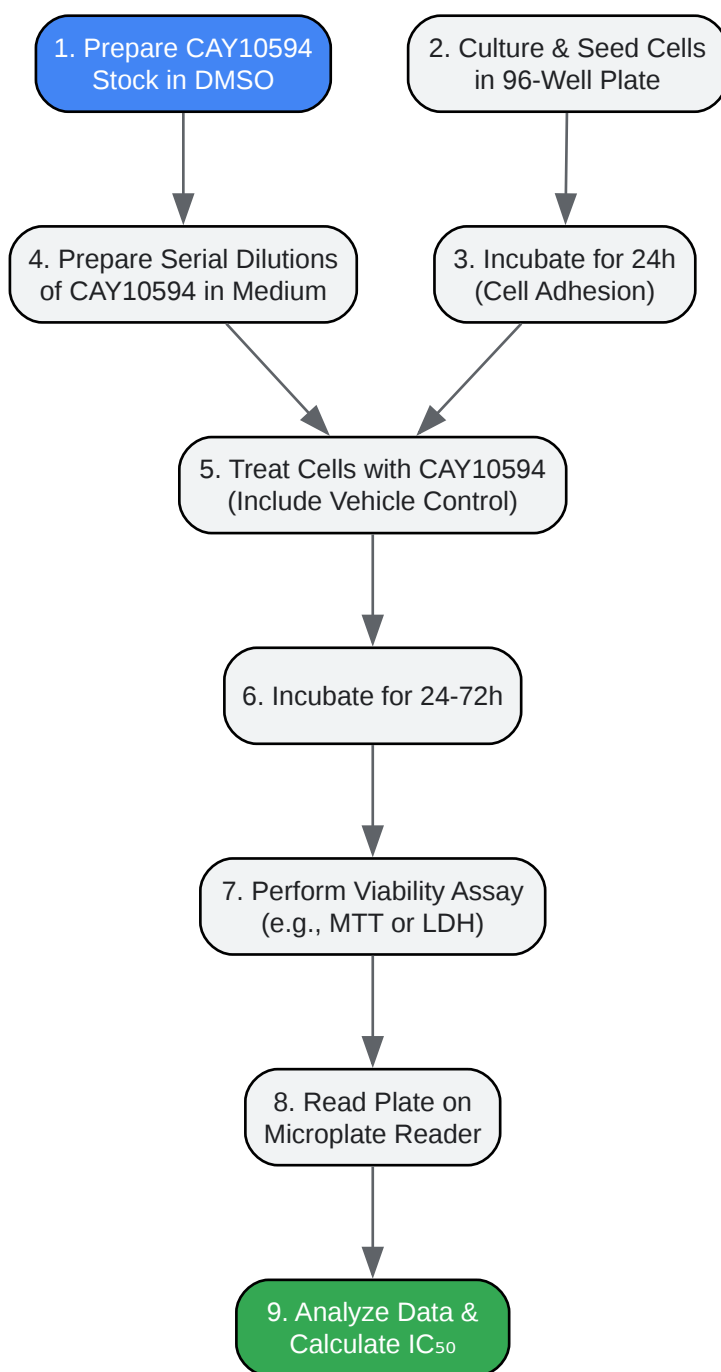 1. Prepare CAY10594
Stock in DMSO
2. Culture & Seed Cells
in 96-Well Plate
4. Prepare Serial Dilutions
of CAY10594 in Medium
3. Incubate for 24h
(Cell Adhesion)
5. Treat Cells with CAY10594
(Include Vehicle Control)
6. Incubate for 24-72h
7. Perform Viability Assay
(e.g., MTT or LDH)
8. Read Plate on
Microplate Reader
9. Analyze Data &
Calculate IC₅₀